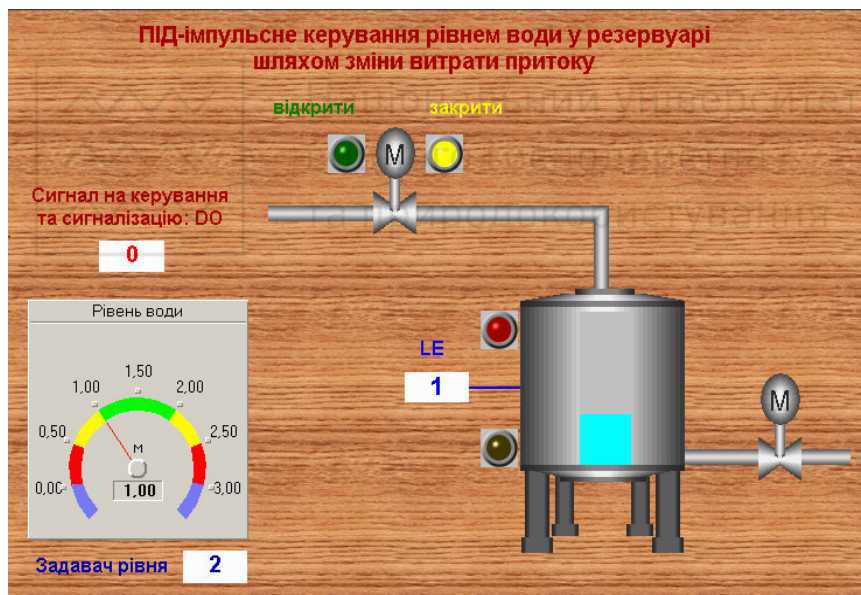 ПІД-імпульсне керування рівнем води у резервуарі
шляхом зміни витрати притоку
відкрити
закрити
M
Сигнал на керування
та сигналізацію: DO
0
Рівень води
0,00
0,50
1,00
1,50
2,00
2,50
3,00
м
1,00
LE
1
M
Задавач рівня
2